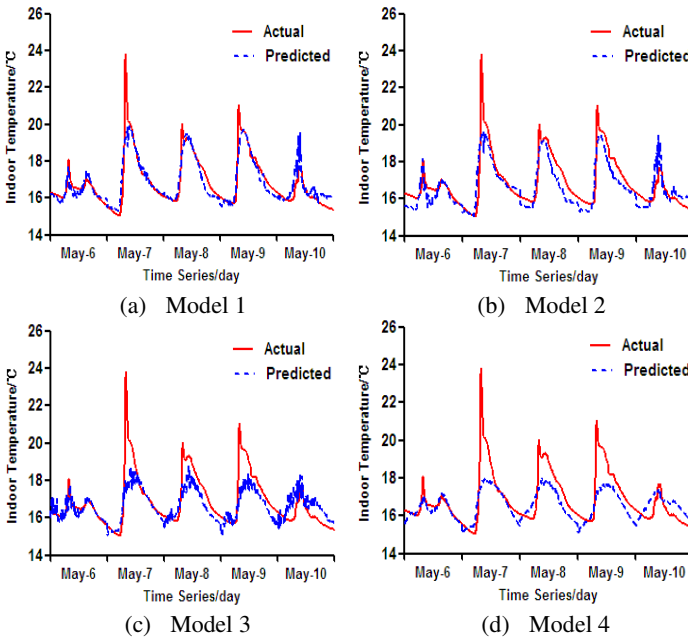 26
24
22
20
18
16
14
Indoor Temperature/℃
Actual
Predicted
May-6 May-7 May-8 May-9 May-10
Time Series/day
(a) Model 1
26
24
22
20
18
16
14
Indoor Temperature/℃
Actual
Predicted
May-6 May-7 May-8 May-9 May-10
Time Series/day
(b) Model 2
26
24
22
20
18
16
14
Indoor Temperature/℃
Actual
Predicted
May-6 May-7 May-8 May-9 May-10
Time Series/day
(c) Model 3
26
24
22
20
18
16
14
Indoor Temperature/℃
Actual
Predicted
May-6 May-7 May-8 May-9 May-10
Time Series/day
(d) Model 4